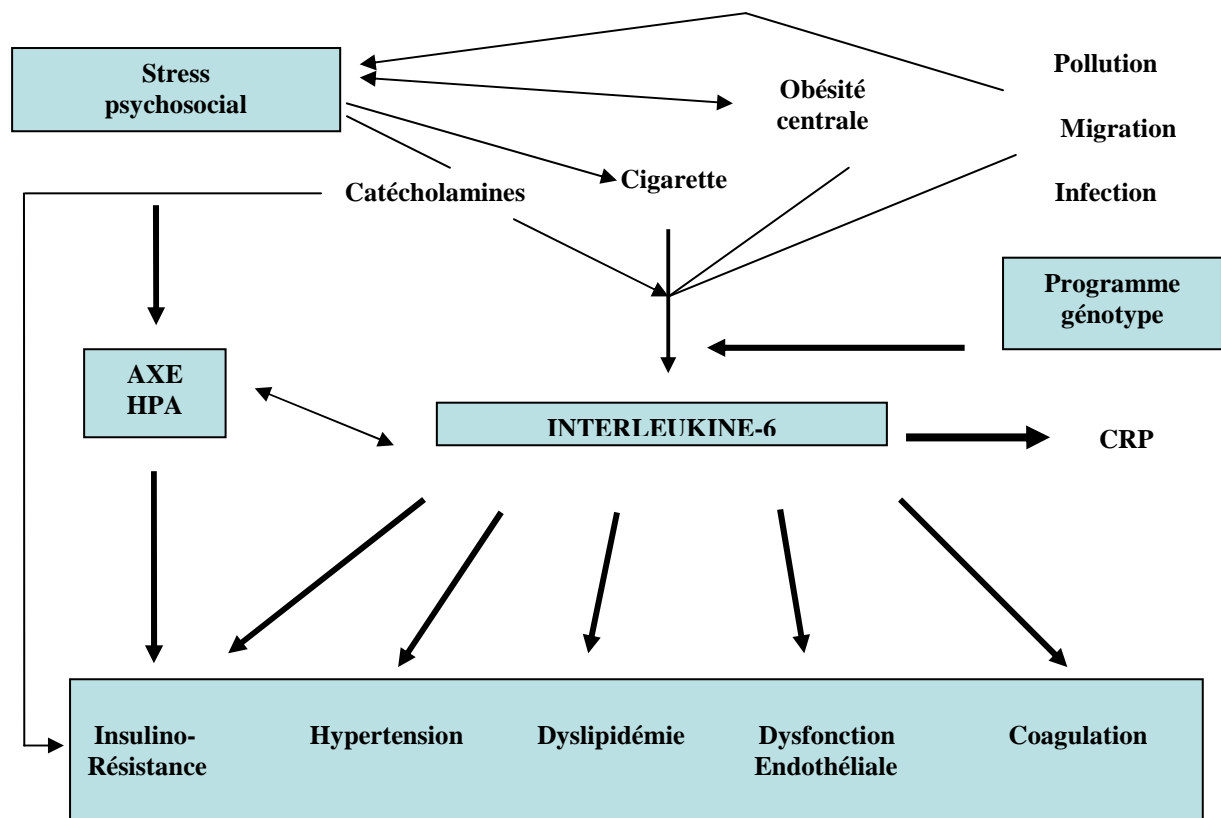 Stress
psychosocial
Obésité
centrale
Pollution
Migration
Infection
Cigarette
Catécholamines
Programme
génotype
AXE
HPA
INTERLEUKINE-6
CRP
Insulino-
Résistance
Hypertension
Dyslipidémie
Dysfonction
Endothéliale
Coagulation